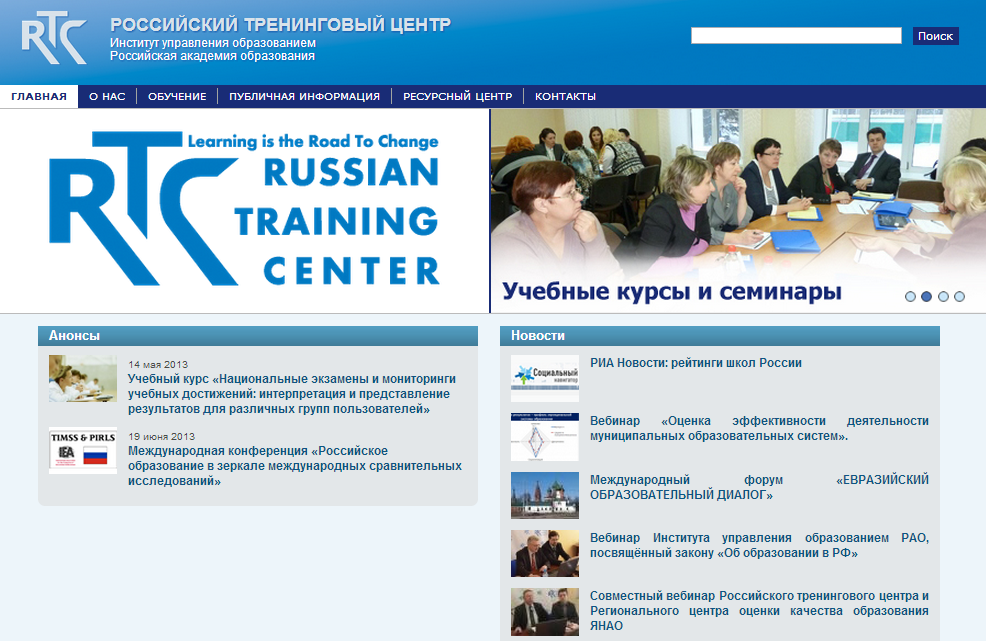 RTC
РОССИЙСКИЙ ТРЕНИНГОВЫЙ ЦЕНТР
Институт управления образованием
Российская академия образования
Поиск
ГЛАВНАЯ
О НАС
ОБУЧЕНИЕ
ПУБЛИЧНАЯ ИНФОРМАЦИЯ
РЕСУРСНЫЙ ЦЕНТР
КОНТАКТЫ
RTC
Learning is the Road To Change
RUSSIAN
TRAINING
CENTER
Учебные курсы и семинары
Анонсы
14 мая 2013
Учебный курс «Национальные экзамены и мониторинги
учебных достижений: интерпретация и представление
результатов для различных групп пользователей»
TIMSS & PIRLS
IEA
19 июня 2013
Международная конференция «Российское
образование в зеркале международных сравнительных
исследований»
Новости
Социальный
навигатор
РИА Новости: рейтинги школ России
Вебинар «Оценка эффективности деятельности
муниципальных образовательных систем».
Международный форум «ЕВРАЗИЙСКИЙ
ОБРАЗОВАТЕЛЬНЫЙ ДИАЛОГ»
Вебинар Института управления образованием РАО,
посвящённый закону «Об образовании в РФ»
Совместный вебинар Российского тренингового центра и
Регионального центра оценки качества образования
ЯНАО